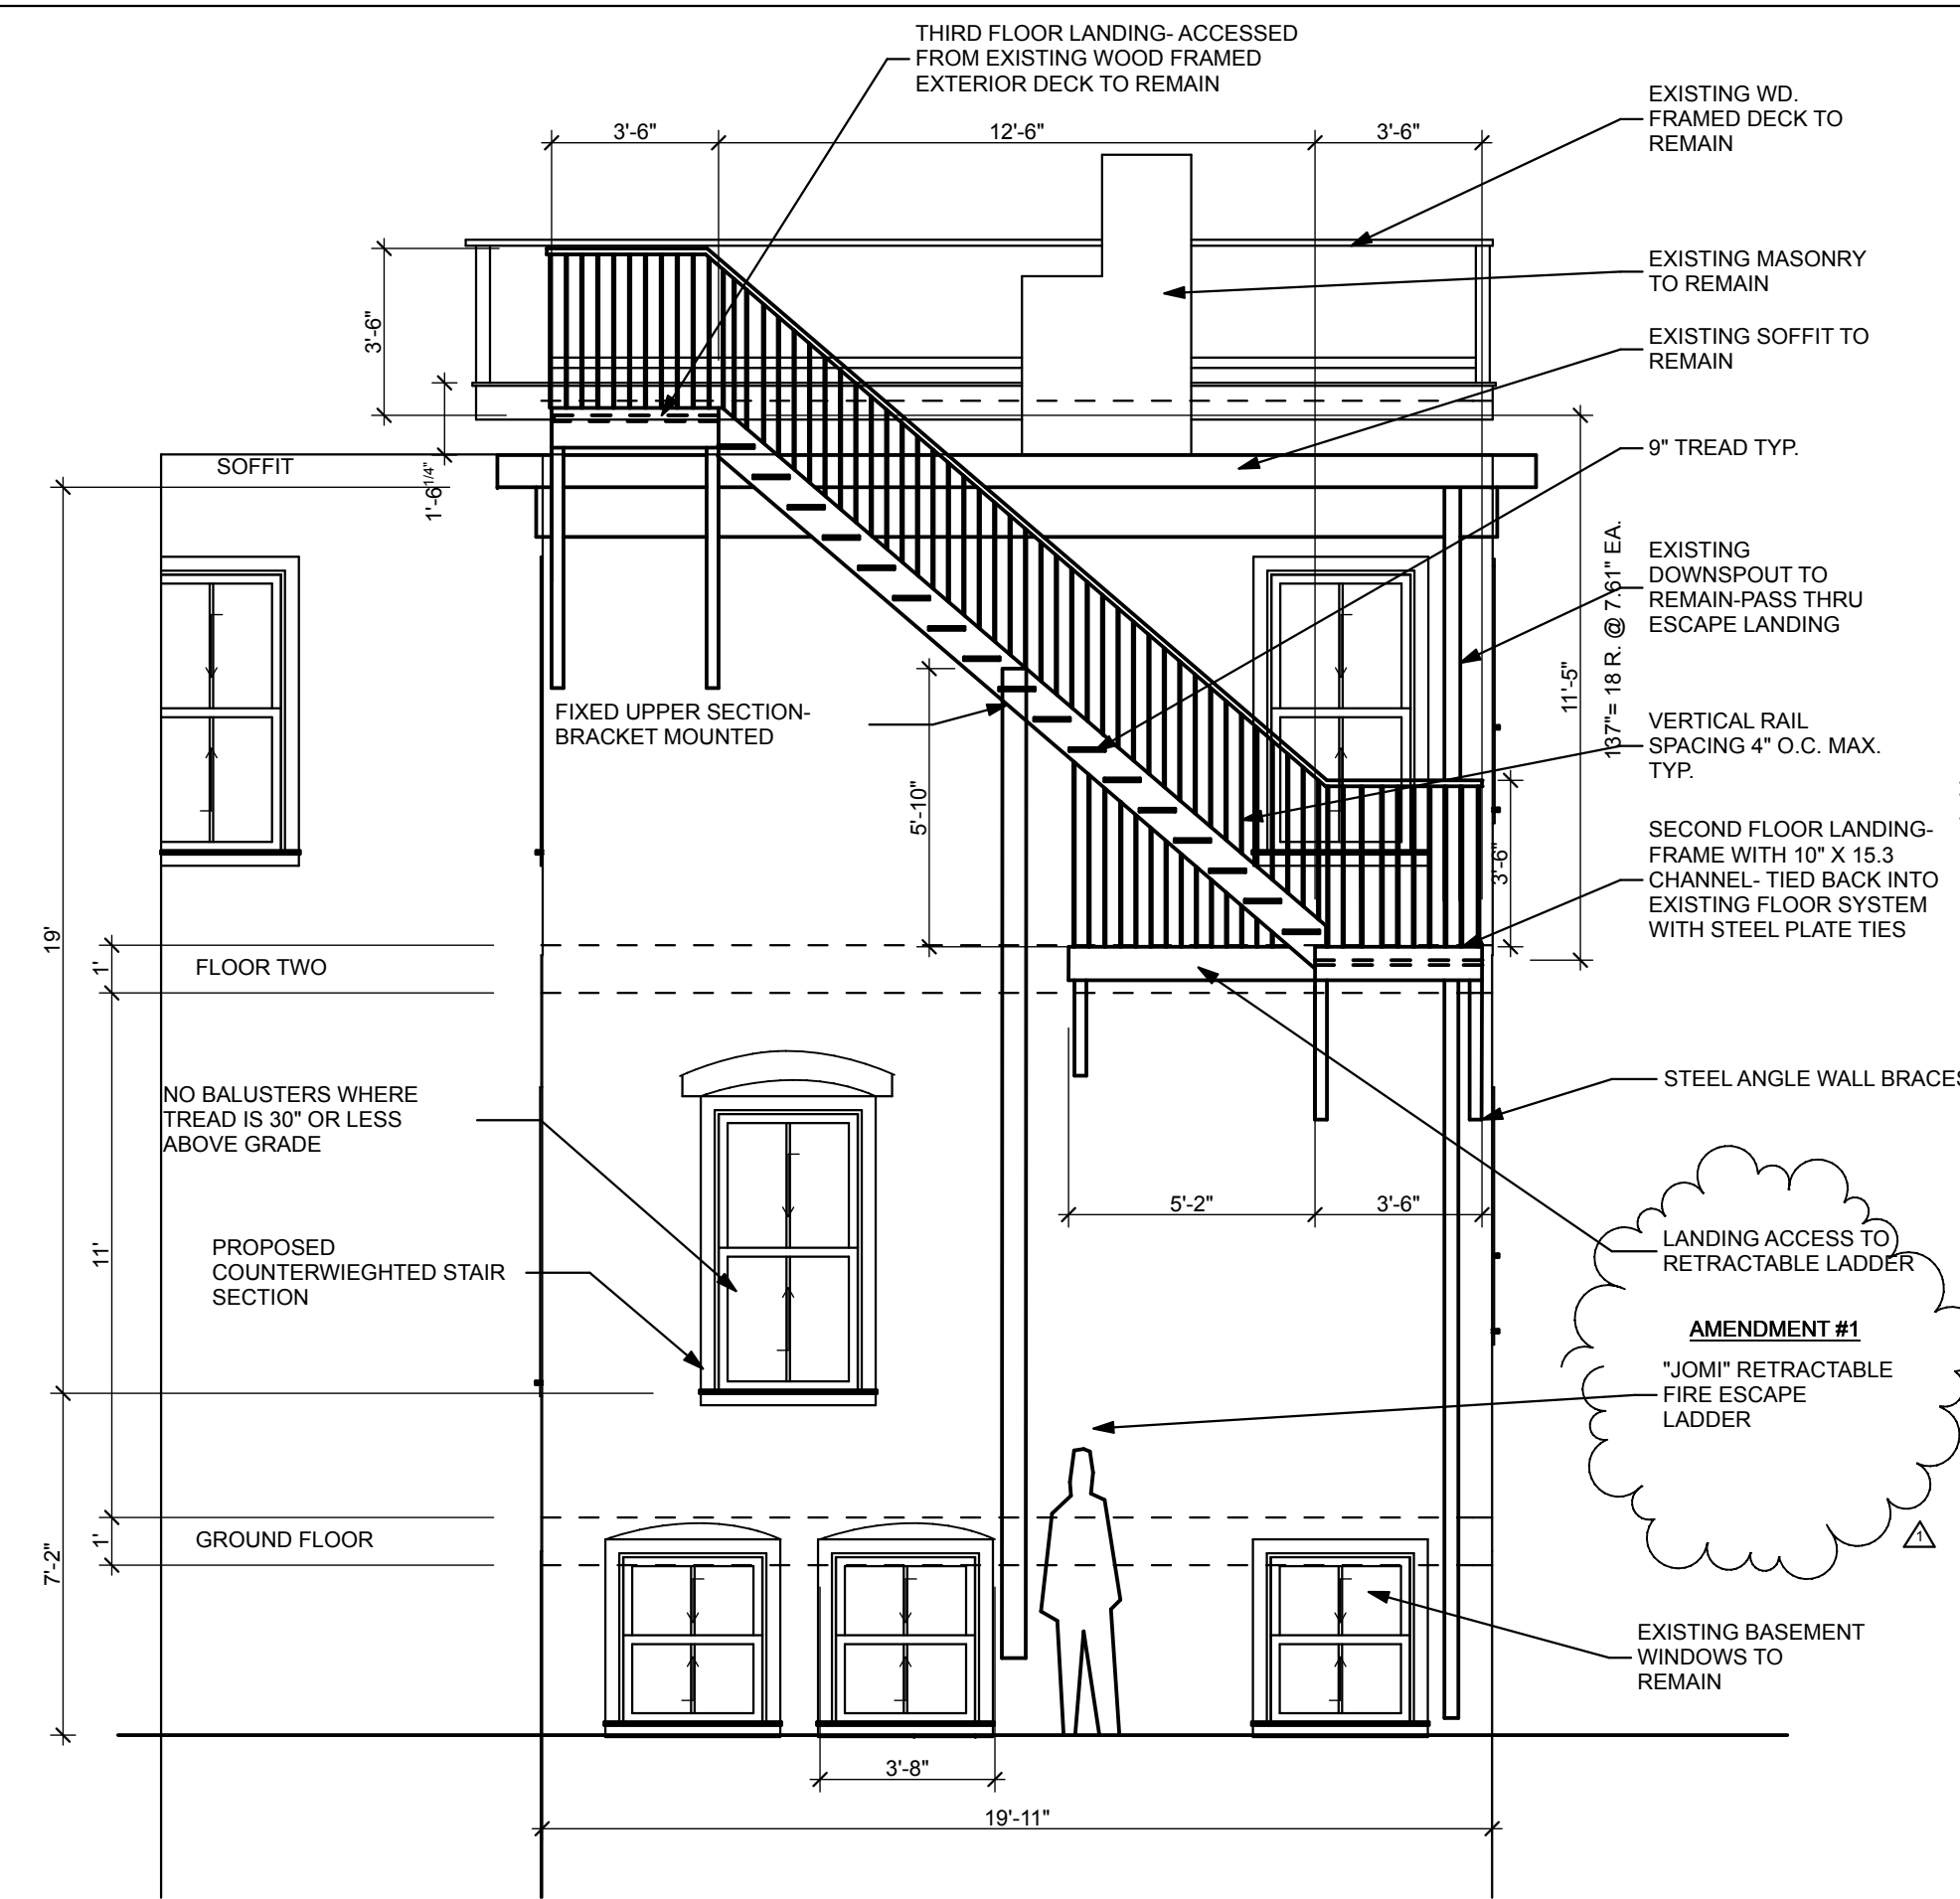 THIRD FLOOR LANDING- ACCESSED
FROM EXISTING WOOD FRAMED
EXTERIOR DECK TO REMAIN
EXISTING WD.
FRAMED DECK TO
REMAIN
3'-6"
12'-6"
3'-6"
EXISTING MASONRY
TO REMAIN
3'-6"
EXISTING SOFFIT TO
REMAIN
SOFFIT
1'-6 1/4"
9" TREAD TYP.
EXISTING
DOWNSPOUT TO
REMAIN-PASS THRU
ESCAPE LANDING
137"= 18 R. @ 7.61" EA.
11'-5"
FIXED UPPER SECTION-
BRACKET MOUNTED
VERTICAL RAIL
SPACING 4" O.C. MAX.
TYP.
5'-10"
3'-6"
SECOND FLOOR LANDING-
FRAME WITH 10" X 15.3
CHANNEL- TIED BACK INTO
EXISTING FLOOR SYSTEM
WITH STEEL PLATE TIES
19'
1'
FLOOR TWO
NO BALUSTERS WHERE
TREAD IS 30" OR LESS
ABOVE GRADE
STEEL ANGLE WALL BRACES
5'-2"
3'-6"
11'
PROPOSED
COUNTERWIEGHTED STAIR
SECTION
LANDING ACCESS TO
RETRACTABLE LADDER
AMENDMENT #1
"JOMI" RETRACTABLE
FIRE ESCAPE
LADDER
1
1'
GROUND FLOOR
7'-2"
EXISTING BASEMENT
WINDOWS TO
REMAIN
3'-8"
19'-11"